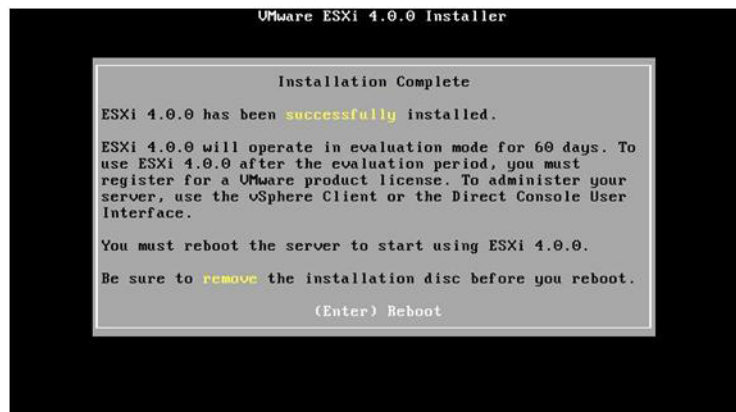 VMware ESXi 4.0.0 Installer
Installation Complete
ESXi 4.0.0 has been successfully installed.
ESXi 4.0.0 will operate in evaluation mode for 60 days. To
use ESXi 4.0.0 after the evaluation period, you must
register for a VMware product license. To administer your
server, use the vSphere Client or the Direct Console User
Interface.
You must reboot the server to start using ESXi 4.0.0.
Be sure to remove the installation disc before you reboot.
(Enter) Reboot